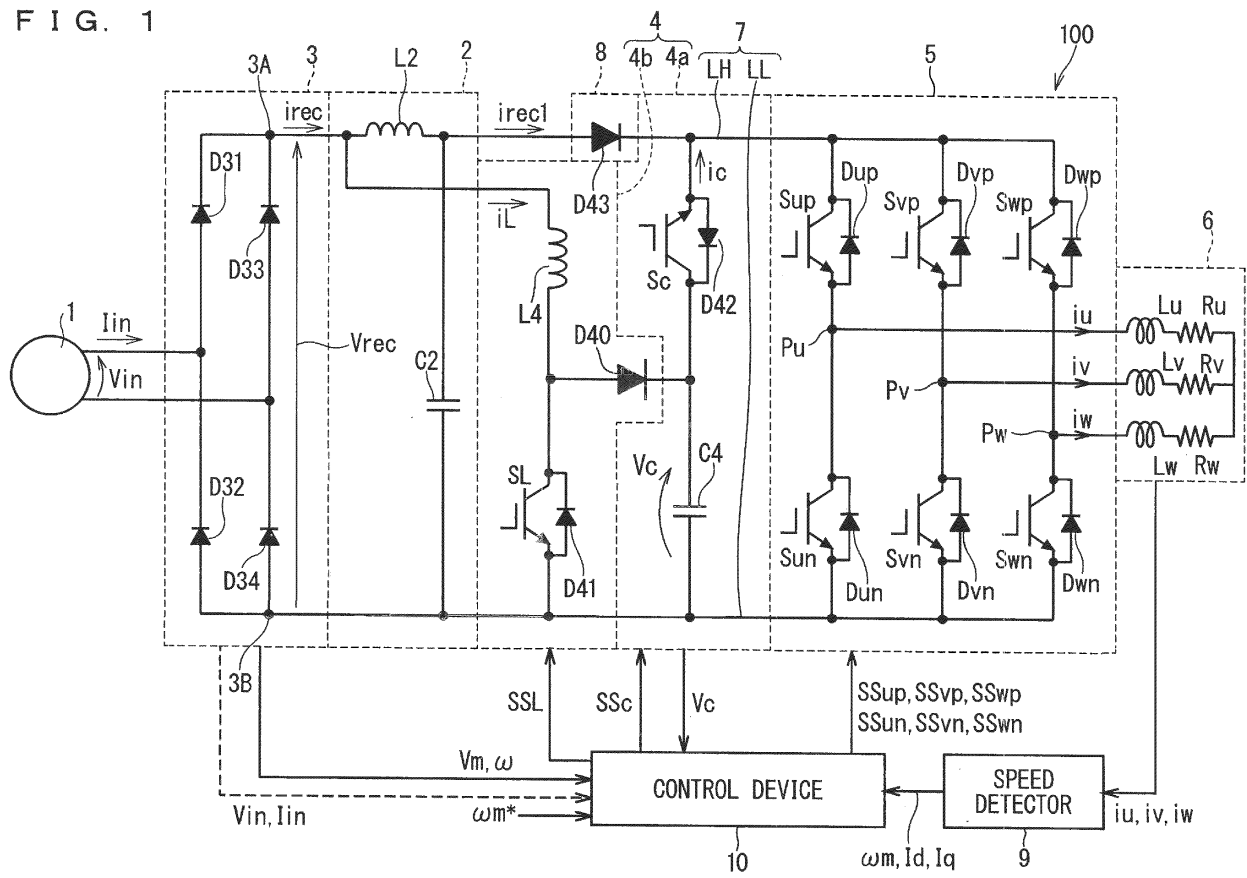 FIG. 1
100
4
7
3A
3
L2
2
8
4b
4a
LH
LL
5
irec
irec1
D31
D33
iL
D43
ic
Sc
D42
Sup
Dup
Svp
Dvp
Swp
Dwp
6
L4
D40
1
Iin
Vin
Vrec
C2
Pu
Pv
Pw
iu
iv
iw
Lu
Ru
Lv
Rv
Lw
Rw
Vc
C4
SL
D41
D32
D34
Sun
Dun
Svn
Dvn
Swn
Dwn
3B
SSL
SSc
Vc
SSup, SSvp, SSwp
SSun, SSvn, SSwn
Vm, ω
Vin, Iin
ωm*
CONTROL DEVICE
10
SPEED
DETECTOR
9
ωm, Id, Iq
iu, iv, iw